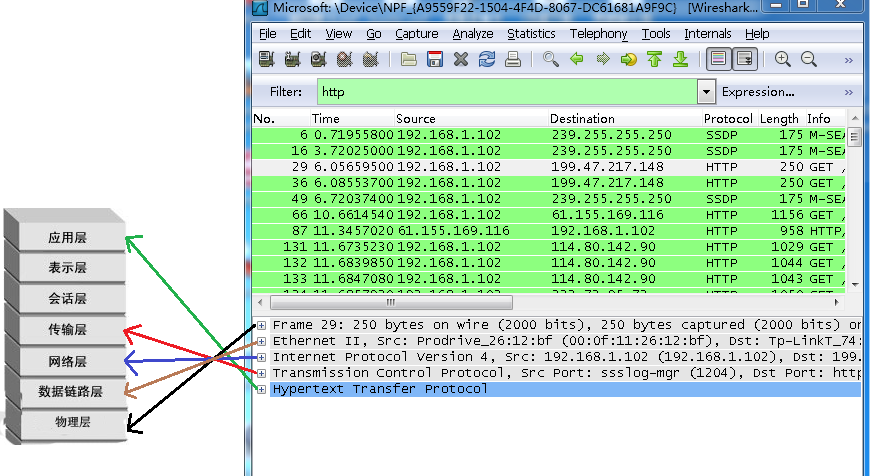 Microsoft: \Device\NPF_{A9559F22-1504-4F4D-8067-DC61681A9F9C} [Wireshark...
File Edit View Go Capture Analyze Statistics Telephony Tools Internals Help
Filter: http Expression...
No. Time Source Destination Protocol Length Info
6 0.71955800 192.168.1.102 239.255.255.250 SSDP 175 M-SEA
16 3.72025000 192.168.1.102 239.255.255.250 SSDP 175 M-SEA
29 6.05659500 192.168.1.102 199.47.217.148 HTTP 250 GET /
36 6.08553700 192.168.1.102 199.47.217.148 HTTP 250 GET /
49 6.72037400 192.168.1.102 239.255.255.250 SSDP 175 M-SEA
66 10.6614540 192.168.1.102 61.155.169.116 HTTP 1156 GET /
87 11.3457020 61.155.169.116 192.168.1.102 HTTP 958 HTTP/
131 11.6735230 192.168.1.102 114.80.142.90 HTTP 1029 GET /
132 11.6839850 192.168.1.102 114.80.142.90 HTTP 1044 GET /
133 11.6847080 192.168.1.102 114.80.142.90 HTTP 1043 GET /
应用层
表示层
会话层
传输层
网络层
数据链路层
物理层
Frame 29: 250 bytes on wire (2000 bits), 250 bytes captured (2000 bits) on
Ethernet II, Src: Prodrive_26:12:bf (00:0f:11:26:12:bf), Dst: Tp-LinkT_74:
Internet Protocol Version 4, Src: 192.168.1.102 (192.168.1.102), Dst: 199.
Transmission Control Protocol, Src Port: ssslog-mgr (1204), Dst Port: http
Hypertext Transfer Protocol